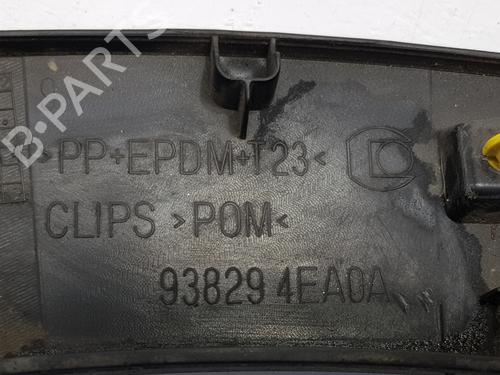 B-PARTS
>PP+EPDM+T23<
CLIPS >POM<
93829 4EA0A